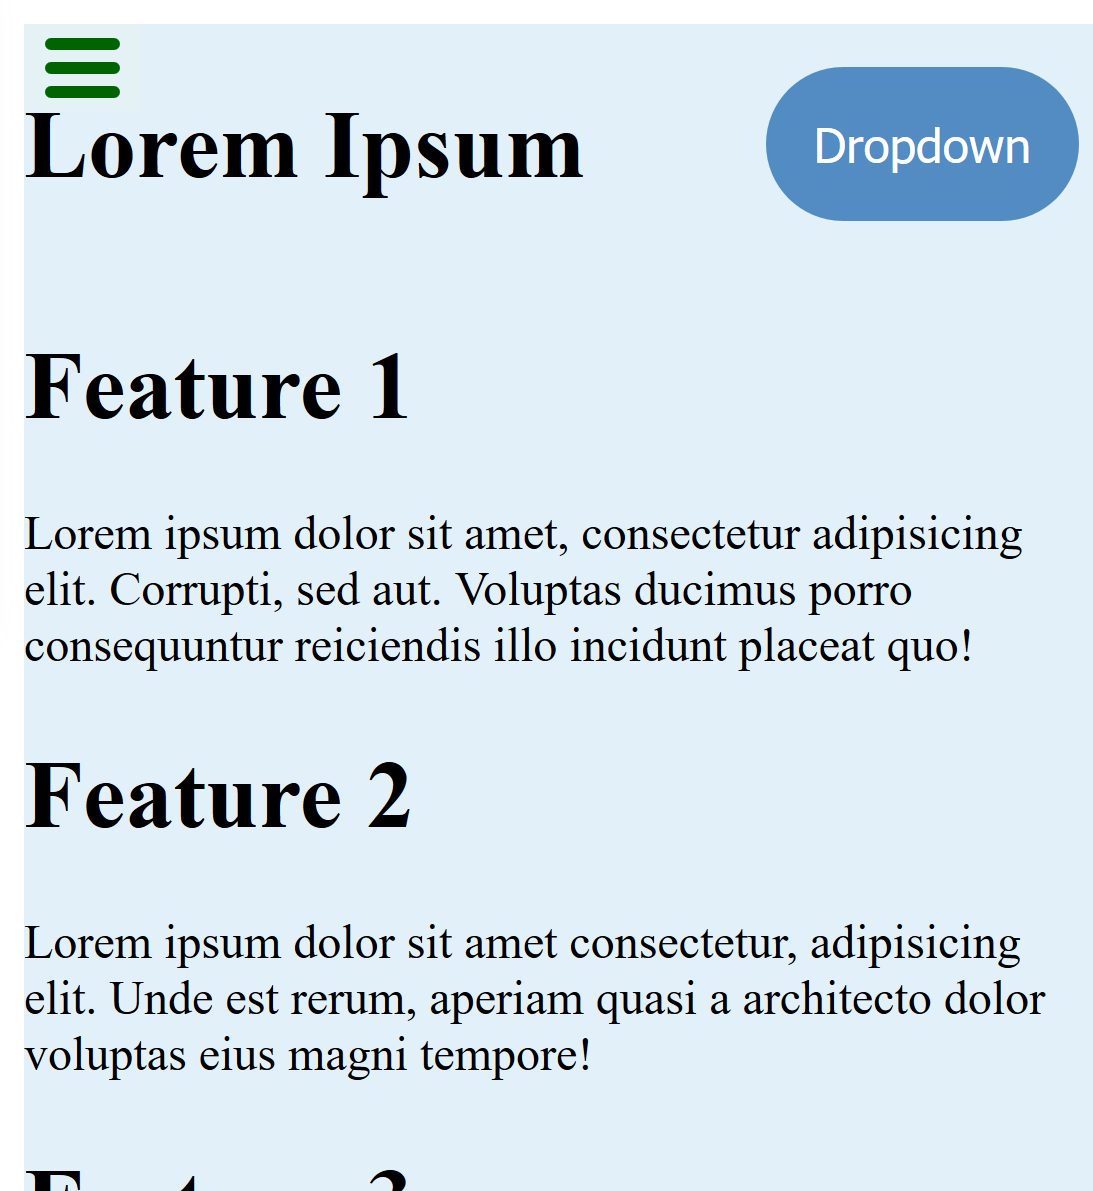 Lorem Ipsum
Dropdown
Feature 1
Lorem ipsum dolor sit amet, consectetur adipisicing
elit. Corrupti, sed aut. Voluptas ducimus porro
consequuntur reiciendis illo incidunt placeat quo!
Feature 2
Lorem ipsum dolor sit amet consectetur, adipisicing
elit. Unde est rerum, aperiam quasi a architecto dolor
voluptas eius magni tempore!
Feature 3